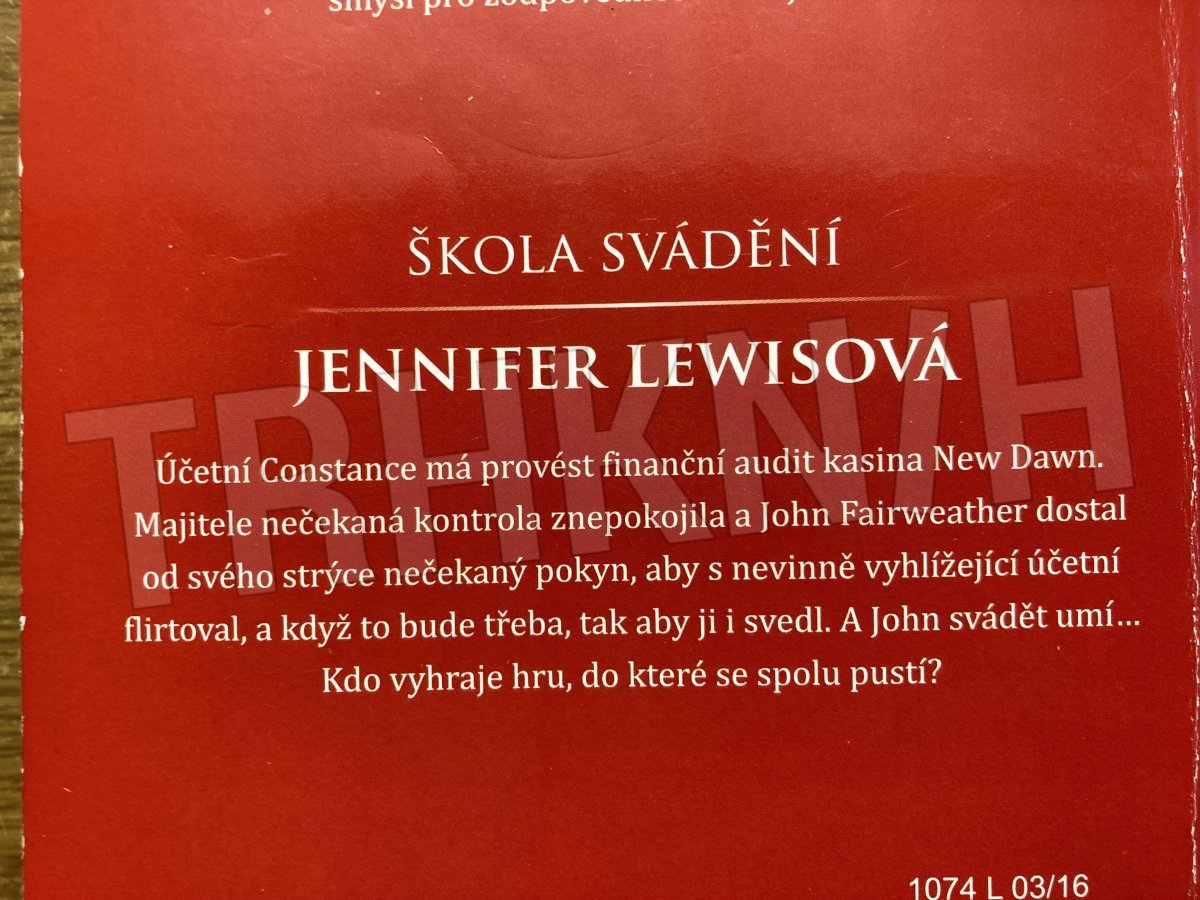 smysl pro
ŠKOLA SVÁDĚNÍ
JENNIFER LEWISOVÁ
TRHKNIH
Účetní Constance má provést finanční audit kasina New Dawn.
Majitele nečekaná kontrola znepokojila a John Fairweather dostal
od svého strýce nečekaný pokyn, aby s nevinně vyhlížející účetní
flirtoval, a když to bude třeba, tak aby ji i svedl. A John svádět umí...
Kdo vyhraje hru, do které se spolu pustí?
1074 L 03/16